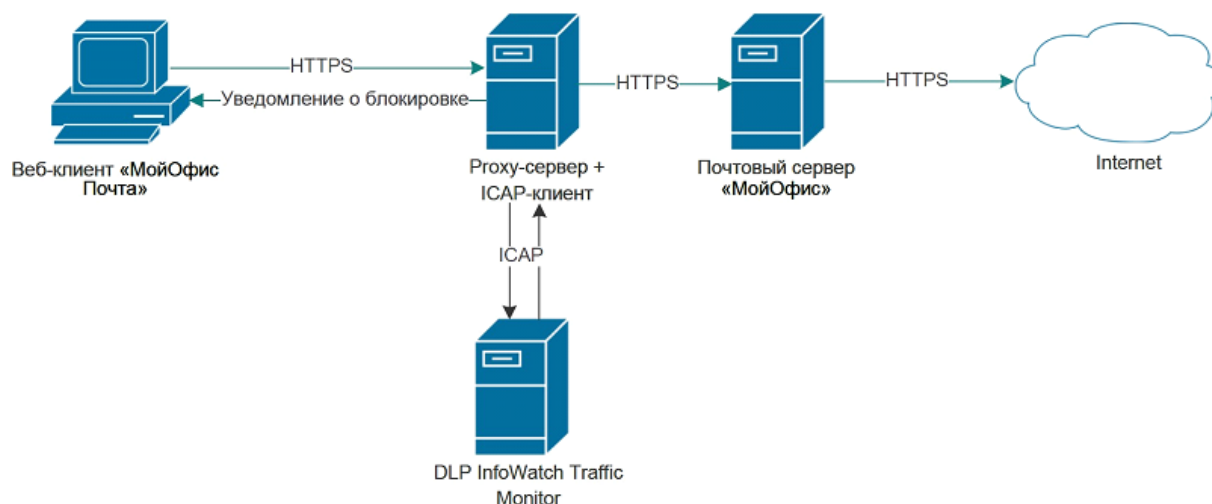 HTTPS
Уведомление о блокировке
HTTPS
HTTPS
Веб-клиент «МойОфис
Почта»
Proxy-сервер +
ICAP-клиент
Почтовый сервер
«МойОфис»
Internet
ICAP
DLP InfoWatch Traffic
Monitor